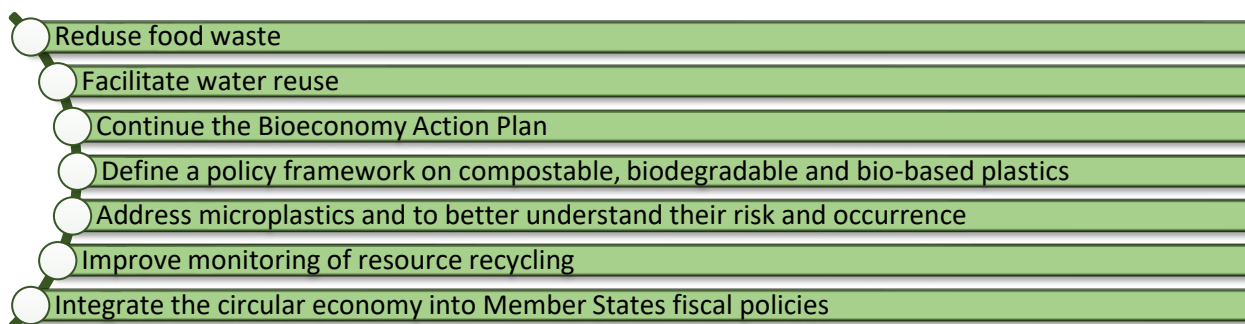 Reduse food waste
Facilitate water reuse
Continue the Bioeconomy Action Plan
Define a policy framework on compostable, biodegradable and bio-based plastics
Address microplastics and to better understand their risk and occurrence
Improve monitoring of resource recycling
Integrate the circular economy into Member States fiscal policies